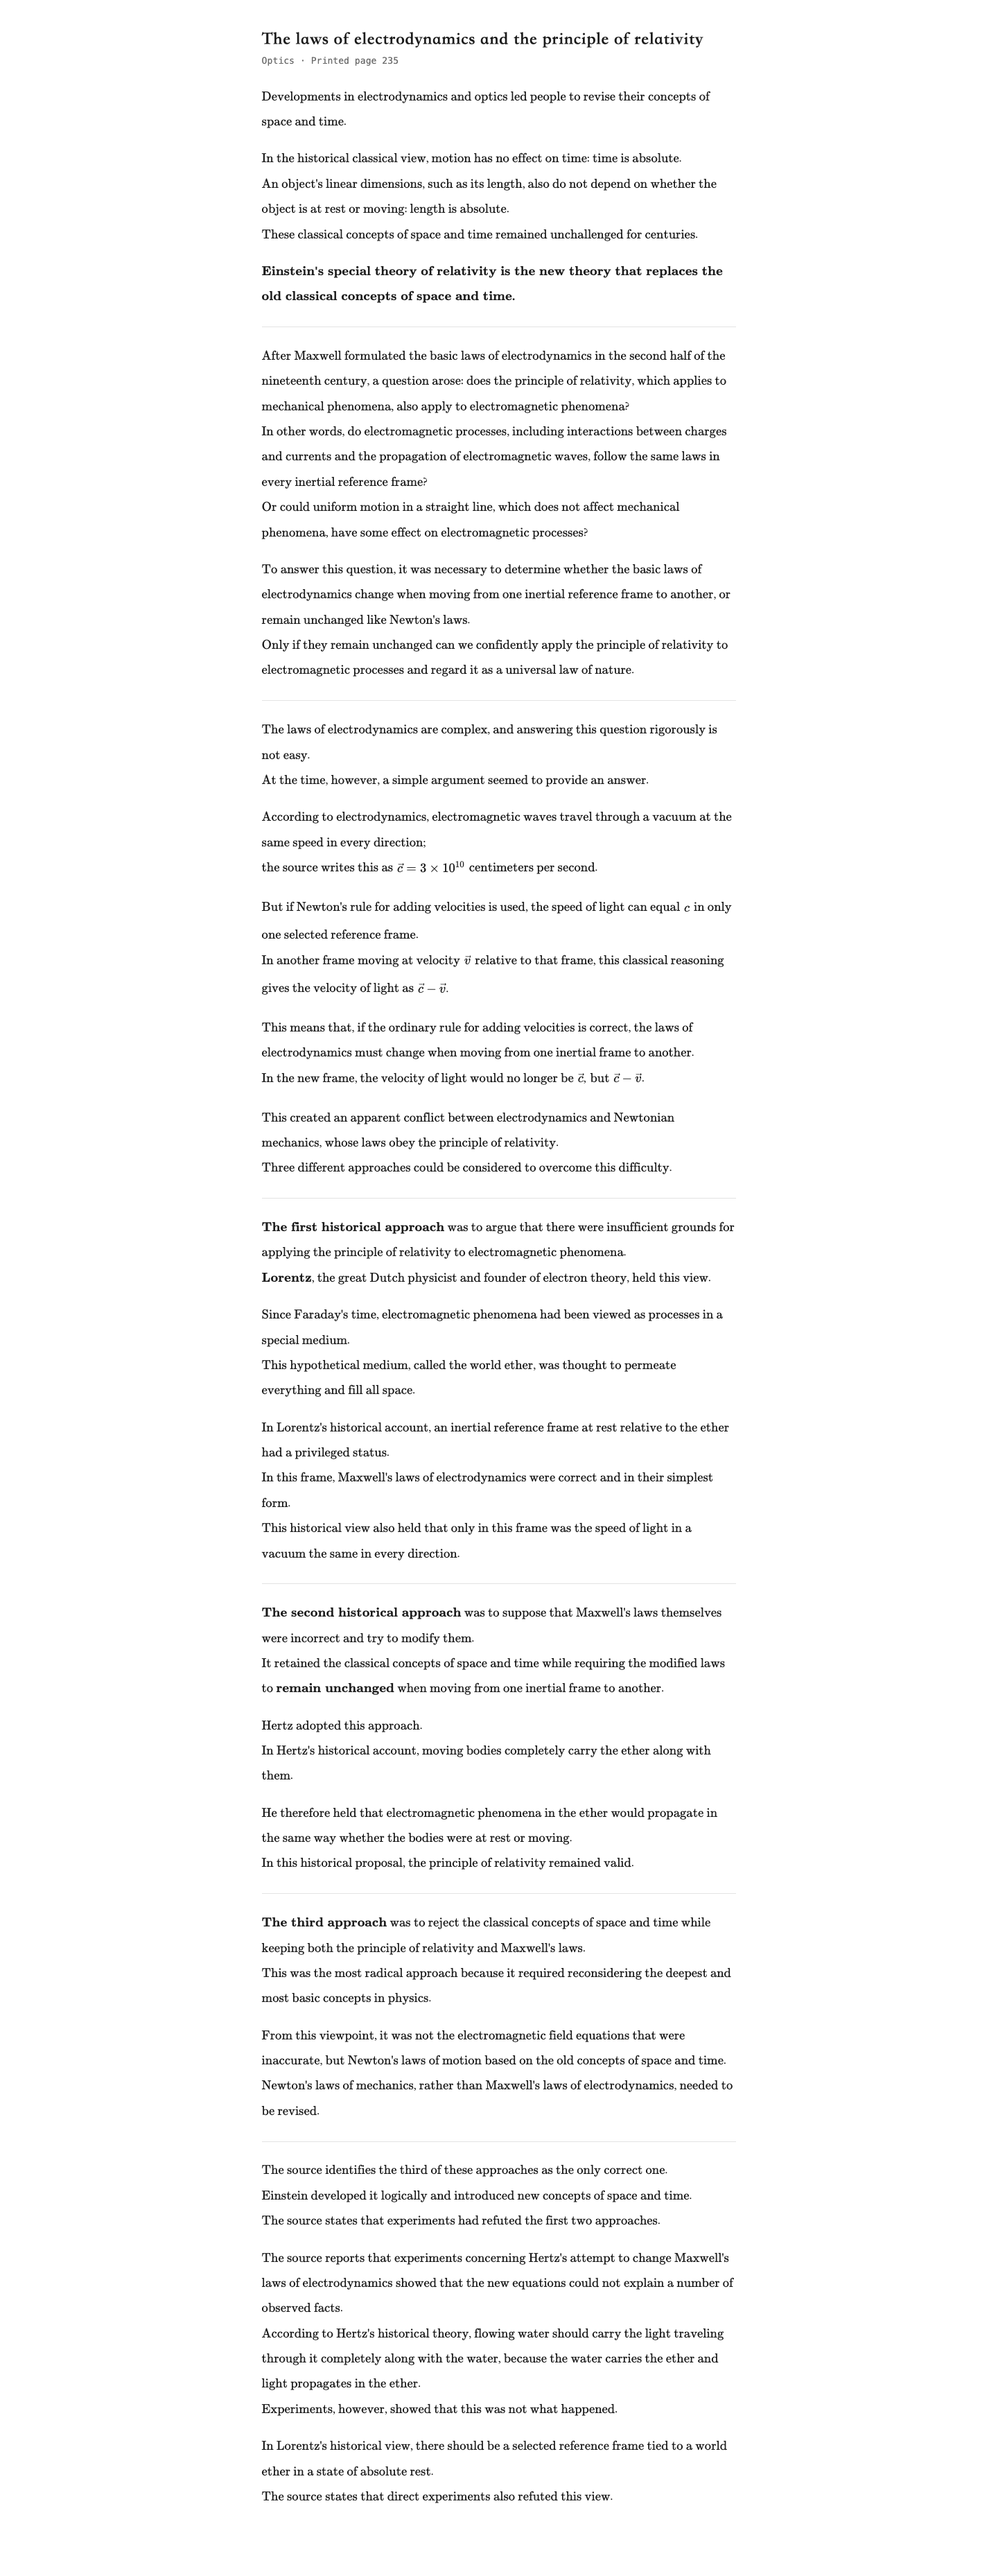 The laws of electrodynamics and the principle of relativity
Optics · Printed page 235
Developments in electrodynamics and optics led people to revise their concepts of
space and time.
In the historical classical view, motion has no effect on time: time is absolute.
An object's linear dimensions, such as its length, also do not depend on whether the
object is at rest or moving: length is absolute.
These classical concepts of space and time remained unchallenged for centuries.
Einstein's special theory of relativity is the new theory that replaces the
old classical concepts of space and time.
After Maxwell formulated the basic laws of electrodynamics in the second half of the
nineteenth century, a question arose: does the principle of relativity, which applies to
mechanical phenomena, also apply to electromagnetic phenomena?
In other words, do electromagnetic processes, including interactions between charges
and currents and the propagation of electromagnetic waves, follow the same laws in
every inertial reference frame?
Or could uniform motion in a straight line, which does not affect mechanical
phenomena, have some effect on electromagnetic processes?
To answer this question, it was necessary to determine whether the basic laws of
electrodynamics change when moving from one inertial reference frame to another, or
remain unchanged like Newton's laws.
Only if they remain unchanged can we confidently apply the principle of relativity to
electromagnetic processes and regard it as a universal law of nature.
The laws of electrodynamics are complex, and answering this question rigorously is
not easy.
At the time, however, a simple argument seemed to provide an answer.
According to electrodynamics, electromagnetic waves travel through a vacuum at the
same speed in every direction;
the source writes this as c⃗ = 3 × 10¹⁰ centimeters per second.
But if Newton's rule for adding velocities is used, the speed of light can equal c in only
one selected reference frame.
In another frame moving at velocity v⃗ relative to that frame, this classical reasoning
gives the velocity of light as c⃗ − v⃗.
This means that, if the ordinary rule for adding velocities is correct, the laws of
electrodynamics must change when moving from one inertial frame to another.
In the new frame, the velocity of light would no longer be c⃗, but c⃗ − v⃗.
This created an apparent conflict between electrodynamics and Newtonian
mechanics, whose laws obey the principle of relativity.
Three different approaches could be considered to overcome this difficulty.
The first historical approach was to argue that there were insufficient grounds for
applying the principle of relativity to electromagnetic phenomena.
Lorentz, the great Dutch physicist and founder of electron theory, held this view.
Since Faraday's time, electromagnetic phenomena had been viewed as processes in a
special medium.
This hypothetical medium, called the world ether, was thought to permeate
everything and fill all space.
In Lorentz's historical account, an inertial reference frame at rest relative to the ether
had a privileged status.
In this frame, Maxwell's laws of electrodynamics were correct and in their simplest
form.
This historical view also held that only in this frame was the speed of light in a
vacuum the same in every direction.
The second historical approach was to suppose that Maxwell's laws themselves
were incorrect and try to modify them.
It retained the classical concepts of space and time while requiring the modified laws
to remain unchanged when moving from one inertial frame to another.
Hertz adopted this approach.
In Hertz's historical account, moving bodies completely carry the ether along with
them.
He therefore held that electromagnetic phenomena in the ether would propagate in
the same way whether the bodies were at rest or moving.
In this historical proposal, the principle of relativity remained valid.
The third approach was to reject the classical concepts of space and time while
keeping both the principle of relativity and Maxwell's laws.
This was the most radical approach because it required reconsidering the deepest and
most basic concepts in physics.
From this viewpoint, it was not the electromagnetic field equations that were
inaccurate, but Newton's laws of motion based on the old concepts of space and time.
Newton's laws of mechanics, rather than Maxwell's laws of electrodynamics, needed to
be revised.
The source identifies the third of these approaches as the only correct one.
Einstein developed it logically and introduced new concepts of space and time.
The source states that experiments had refuted the first two approaches.
The source reports that experiments concerning Hertz's attempt to change Maxwell's
laws of electrodynamics showed that the new equations could not explain a number of
observed facts.
According to Hertz's historical theory, flowing water should carry the light traveling
through it completely along with the water, because the water carries the ether and
light propagates in the ether.
Experiments, however, showed that this was not what happened.
In Lorentz's historical view, there should be a selected reference frame tied to a world
ether in a state of absolute rest.
The source states that direct experiments also refuted this view.